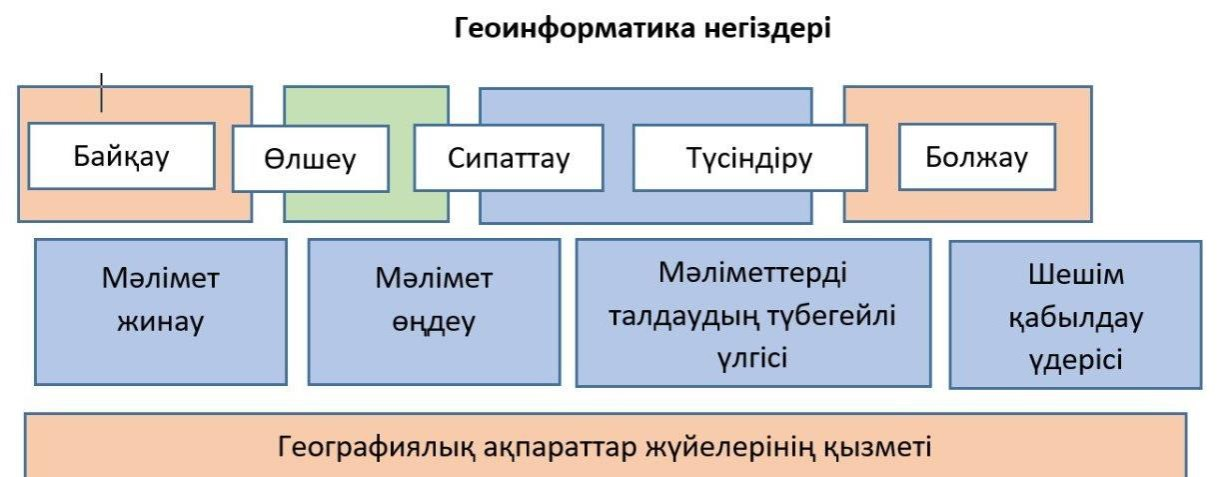 Геоинформатика негіздері
Байқау
Өлшеу
Сипаттау
Түсіндіру
Болжау
Мәлімет
жинау
Мәлімет
өңдеу
Мәліметтерді
талдаудың түбегейлі
үлгісі
Шешім
қабылдау
үдерісі
Географиялық ақпараттар жүйелерінің қызметі